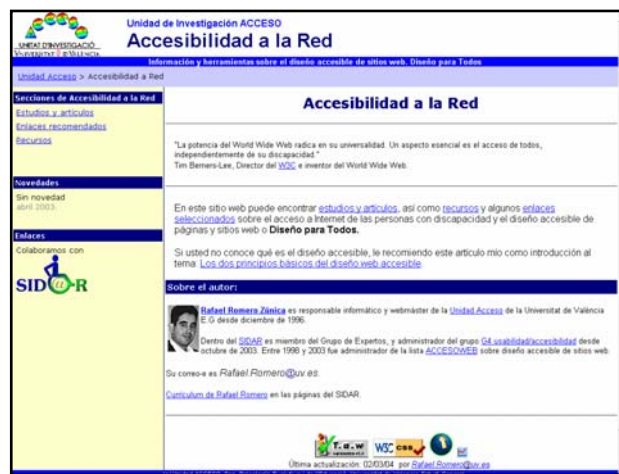 Unidad de Investigación ACCESO
Accesibilidad a la Red
UNITAT D'INVESTIGACIÓ
Información y herramientas sobre el diseño accesible de sitios web. Diseño para Todos
Unidad Acceso > Accesibilidad a Red
Secciones de Accesibilidad a la Red
Estudios y artículos
Enlaces recomendados
Recursos
Novedades
Sin novedad
abril 2003.
Enlaces
Colaboramos con
SID@R
Accesibilidad a la Red
"La potencia del World Wide Web radica en su universalidad. Un aspecto esencial es el acceso de todos,
independientemente de su discapacidad."
Tim Berners-Lee, Director del W3C e inventor del World Wide Web.
En este sitio web puede encontrar estudios y artículos, así como recursos y algunos enlaces
seleccionados sobre el acceso a Internet de las personas con discapacidad y el diseño accesible de
páginas y sitios web o Diseño para Todos.
Si usted no conoce qué es el diseño accesible, le recomiendo este artículo mío como introducción al
tema: Los dos principios básicos del diseño web accesible.
Sobre el autor:
Rafael Romero Zúnica es responsable informático y webmáster de la Unidad Acceso de la Universitat de València
E.G desde diciembre de 1996.
Dentro del SIDAR es miembro del Grupo de Expertos, y administrador del grupo G4 usabilidad/accesibilidad desde
octubre de 2003. Entre 1998 y 2003 fue administrador de la lista ACCESOWEB sobre diseño accesible de sitios web.
Su correo-e es Rafael.Romero@uv.es.
Currículum de Rafael Romero en las páginas del SIDAR.
T.a.w W3C css
Última actualización: 02/03/04 por Rafael.Romero@uv.es